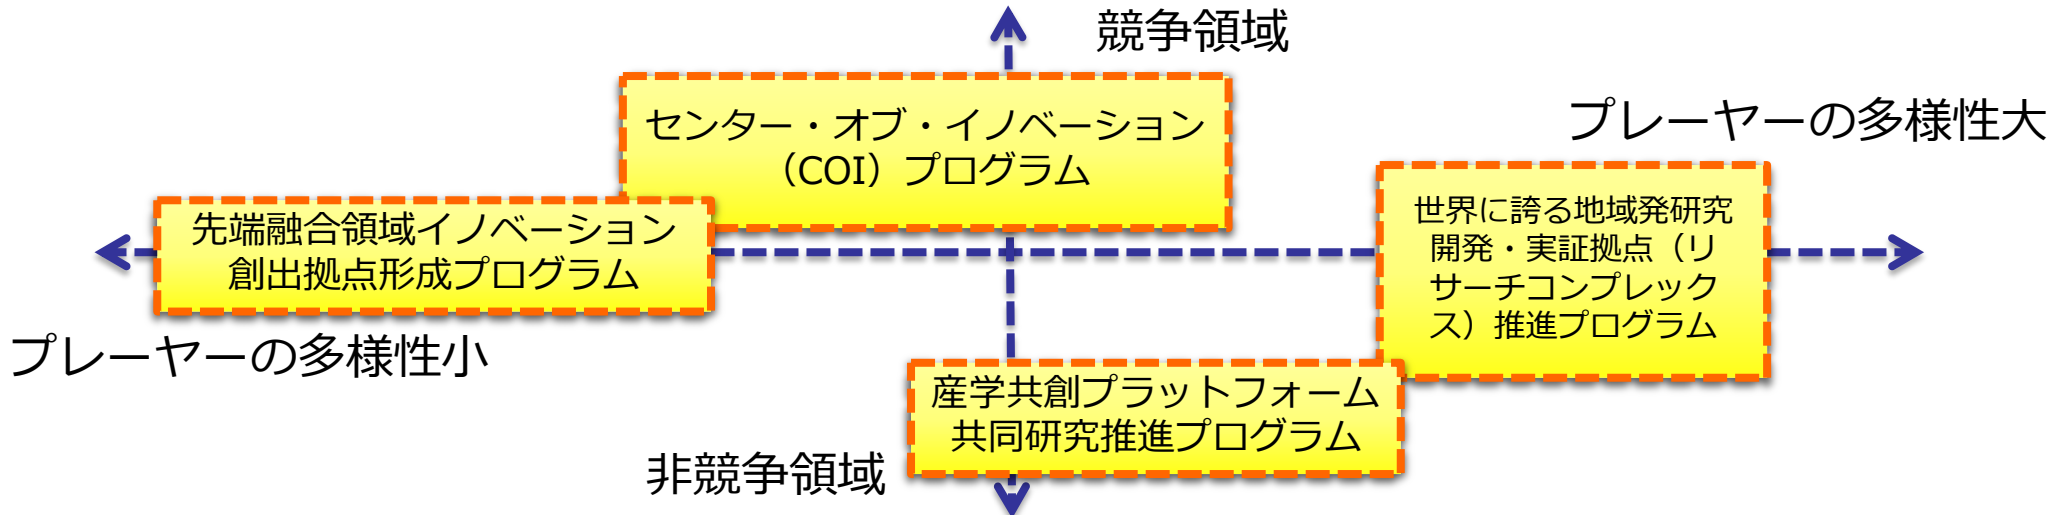 競争領域
プレーヤーの多様性大
センター・オブ・イノベーション
（COI）プログラム
先端融合領域イノベーション
創出拠点形成プログラム
世界に誇る地域発研究
開発・実証拠点（リ
サーチコンプレック
ス）推進プログラム
プレーヤーの多様性小
産学共創プラットフォーム
共同研究推進プログラム
非競争領域